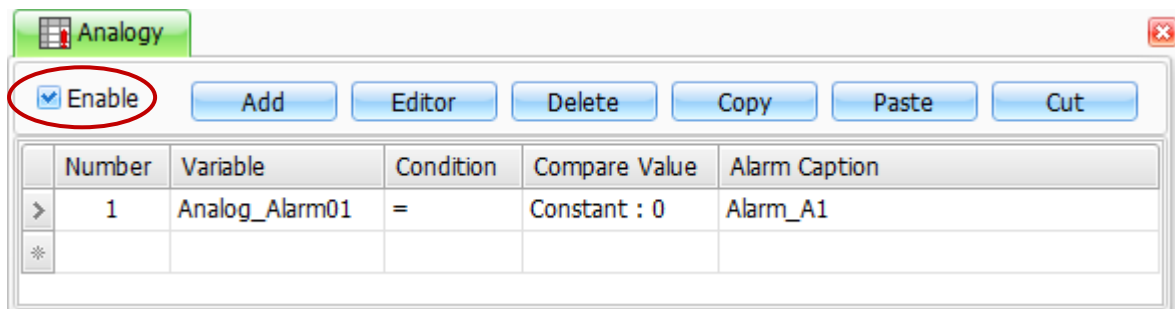 Analogy
Enable Add Editor Delete Copy Paste Cut
Number Variable Condition Compare Value Alarm Caption
1 Analog_Alarm01 = Constant : 0 Alarm_A1